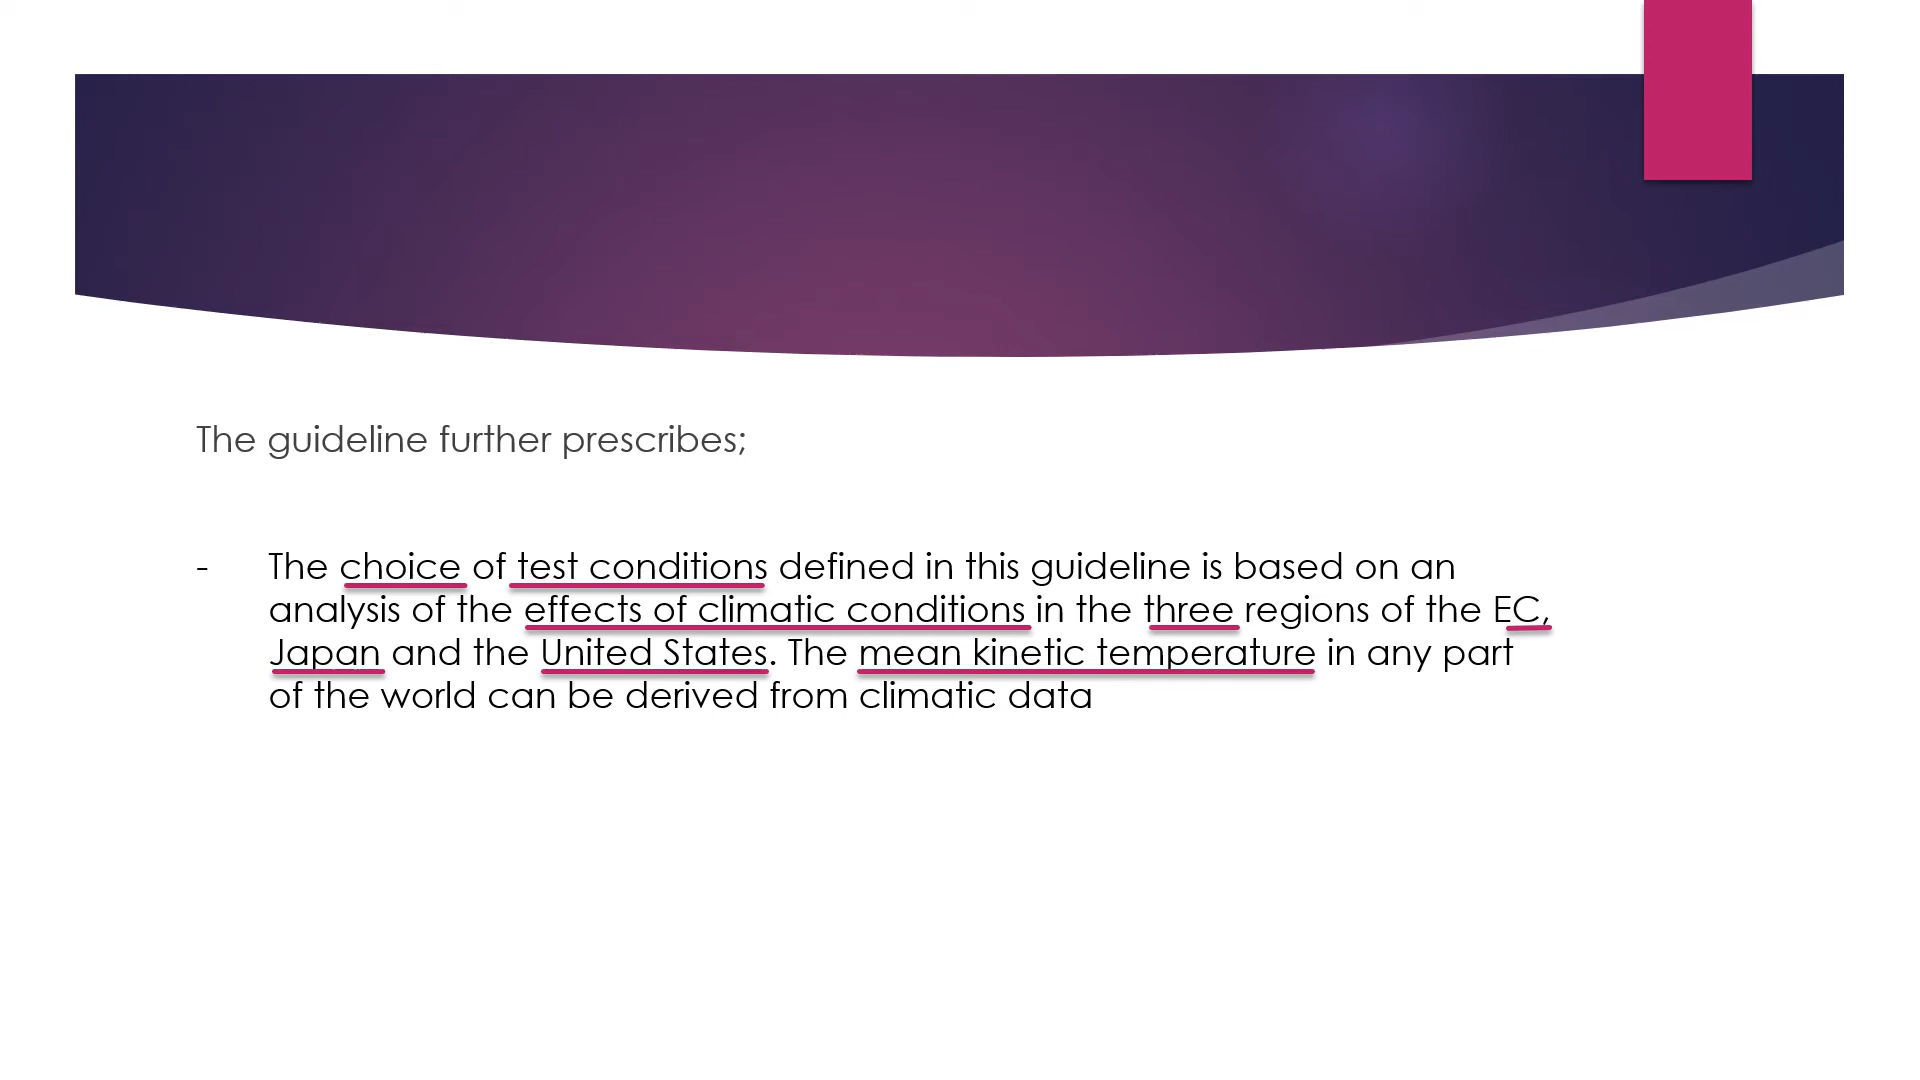 The guideline further prescribes;
- The choice of test conditions defined in this guideline is based on an
analysis of the effects of climatic conditions in the three regions of the EC,
Japan and the United States. The mean kinetic temperature in any part
of the world can be derived from climatic data